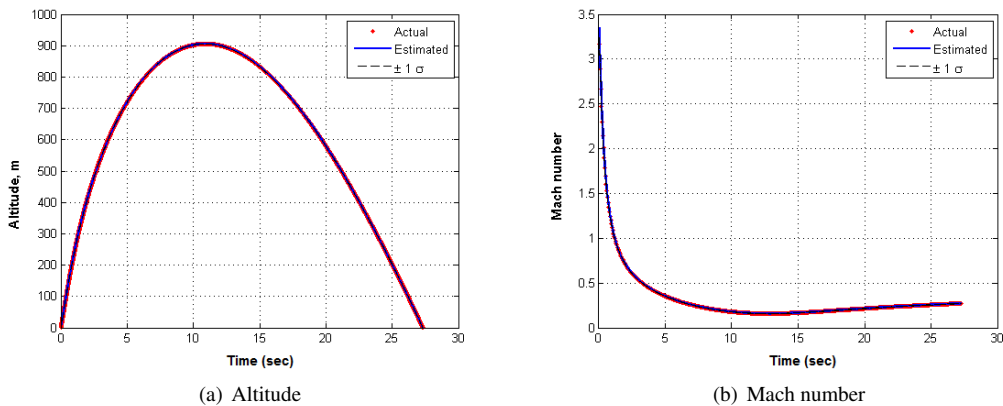 1000
900
800
700
600
500
400
300
200
100
0
Altitude, m
0 5 10 15 20 25 30
Time (sec)
Actual
Estimated
± 1 σ
(a) Altitude
3.5
3
2.5
2
1.5
1
0.5
0
Mach number
0 5 10 15 20 25 30
Time (sec)
Actual
Estimated
± 1 σ
(b) Mach number